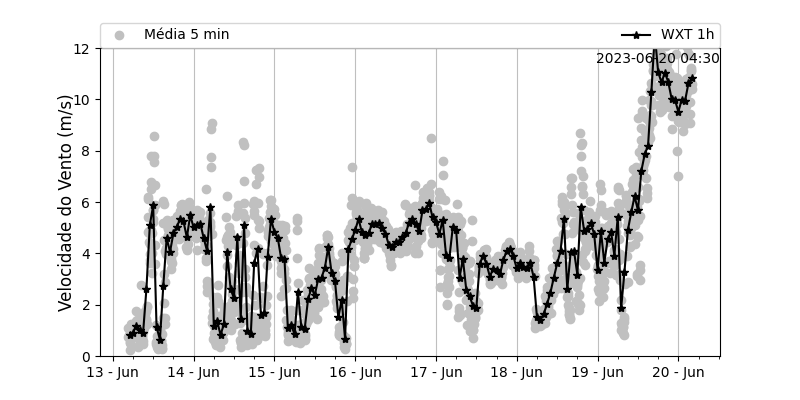 Média 5 min
WXT 1h
2023-06-20 04:30
Velocidade do Vento (m/s)
12
10
8
6
4
2
0
13 - Jun
14 - Jun
15 - Jun
16 - Jun
17 - Jun
18 - Jun
19 - Jun
20 - Jun